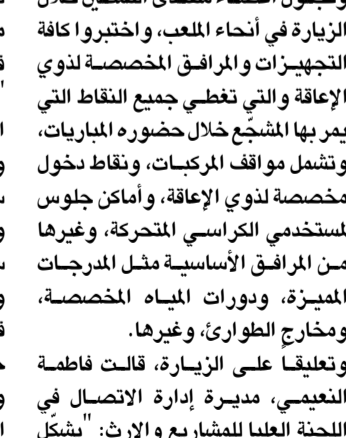 الزيارة في أنحاء الملعب، واختبروا كافة
التجهيزات والمرافق المخصصة لذوي
الإعاقة والتي تغطي جميع النقاط التي
يمر بها المشجّع خلال حضوره المباريات،
وتشمل مواقف المركبات، ونقاط دخول
مخصصة لذوي الإعاقة، وأماكن جلوس
لمستخدمي الكراسي المتحركة، وغيرها
من المرافق الأساسية مثل المدرجات
المميزة، ودورات المياه المخصصة،
ومخارج الطوارئ، وغيرها.
وتعليقاً على الزيارة، قالت فاطمة
النعيمي، مديرة إدارة الاتصال في
اللجنة العليا للمشاريع والإرث: "يشكّل